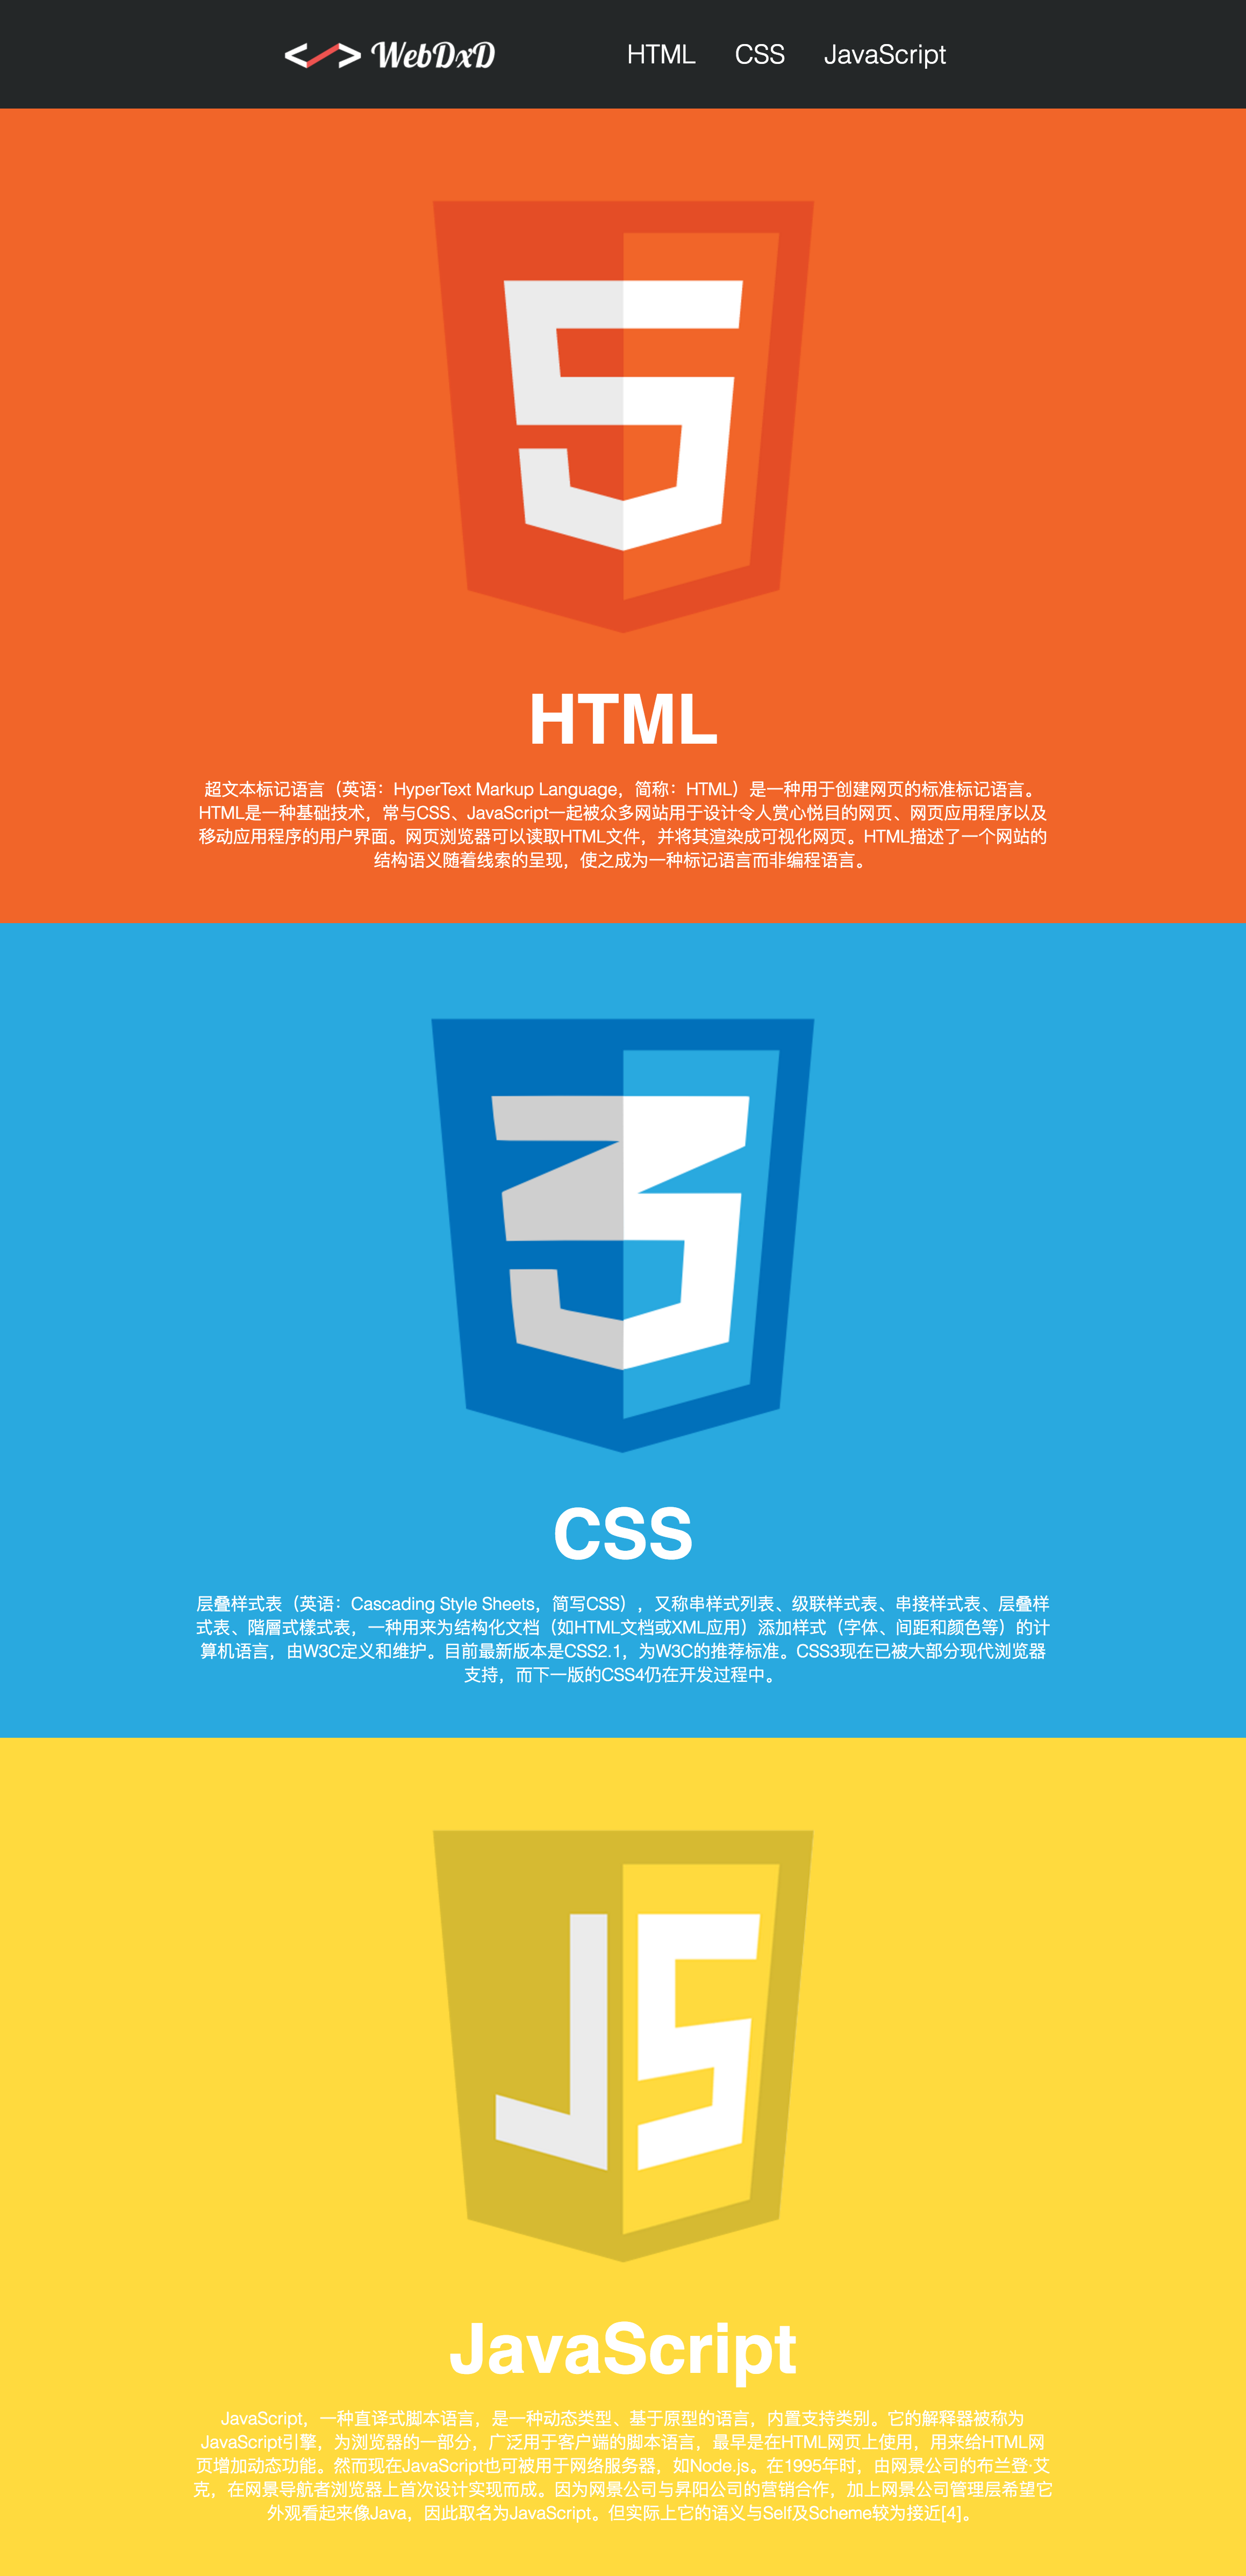 WebDxD HTML CSS JavaScript
5
HTML
超文本标记语言（英语：HyperText Markup Language，简称：HTML）是一种用于创建网页的标准标记语言。
HTML是一种基础技术，常与CSS、JavaScript一起被众多网站用于设计令人赏心悦目的网页、网页应用程序以及
移动应用程序的用户界面。网页浏览器可以读取HTML文件，并将其渲染成可视化网页。HTML描述了一个网站的
结构语义随着线索的呈现，使之成为一种标记语言而非编程语言。
3
CSS
层叠样式表（英语：Cascading Style Sheets，简写CSS），又称串样式列表、级联样式表、串接样式表、层叠样
式表、階層式樣式表，一种用来为结构化文档（如HTML文档或XML应用）添加样式（字体、间距和颜色等）的计
算机语言，由W3C定义和维护。目前最新版本是CSS2.1，为W3C的推荐标准。CSS3现在已被大部分现代浏览器
支持，而下一版的CSS4仍在开发过程中。
JS
JavaScript
JavaScript，一种直译式脚本语言，是一种动态类型、基于原型的语言，内置支持类别。它的解释器被称为
JavaScript引擎，为浏览器的一部分，广泛用于客户端的脚本语言，最早是在HTML网页上使用，用来给HTML网
页增加动态功能。然而现在JavaScript也可被用于网络服务器，如Node.js。在1995年时，由网景公司的布兰登·艾
克，在网景导航者浏览器上首次设计实现而成。因为网景公司与昇阳公司的营销合作，加上网景公司管理层希望它
外观看起来像Java，因此取名为JavaScript。但实际上它的语义与Self及Scheme较为接近[4]。